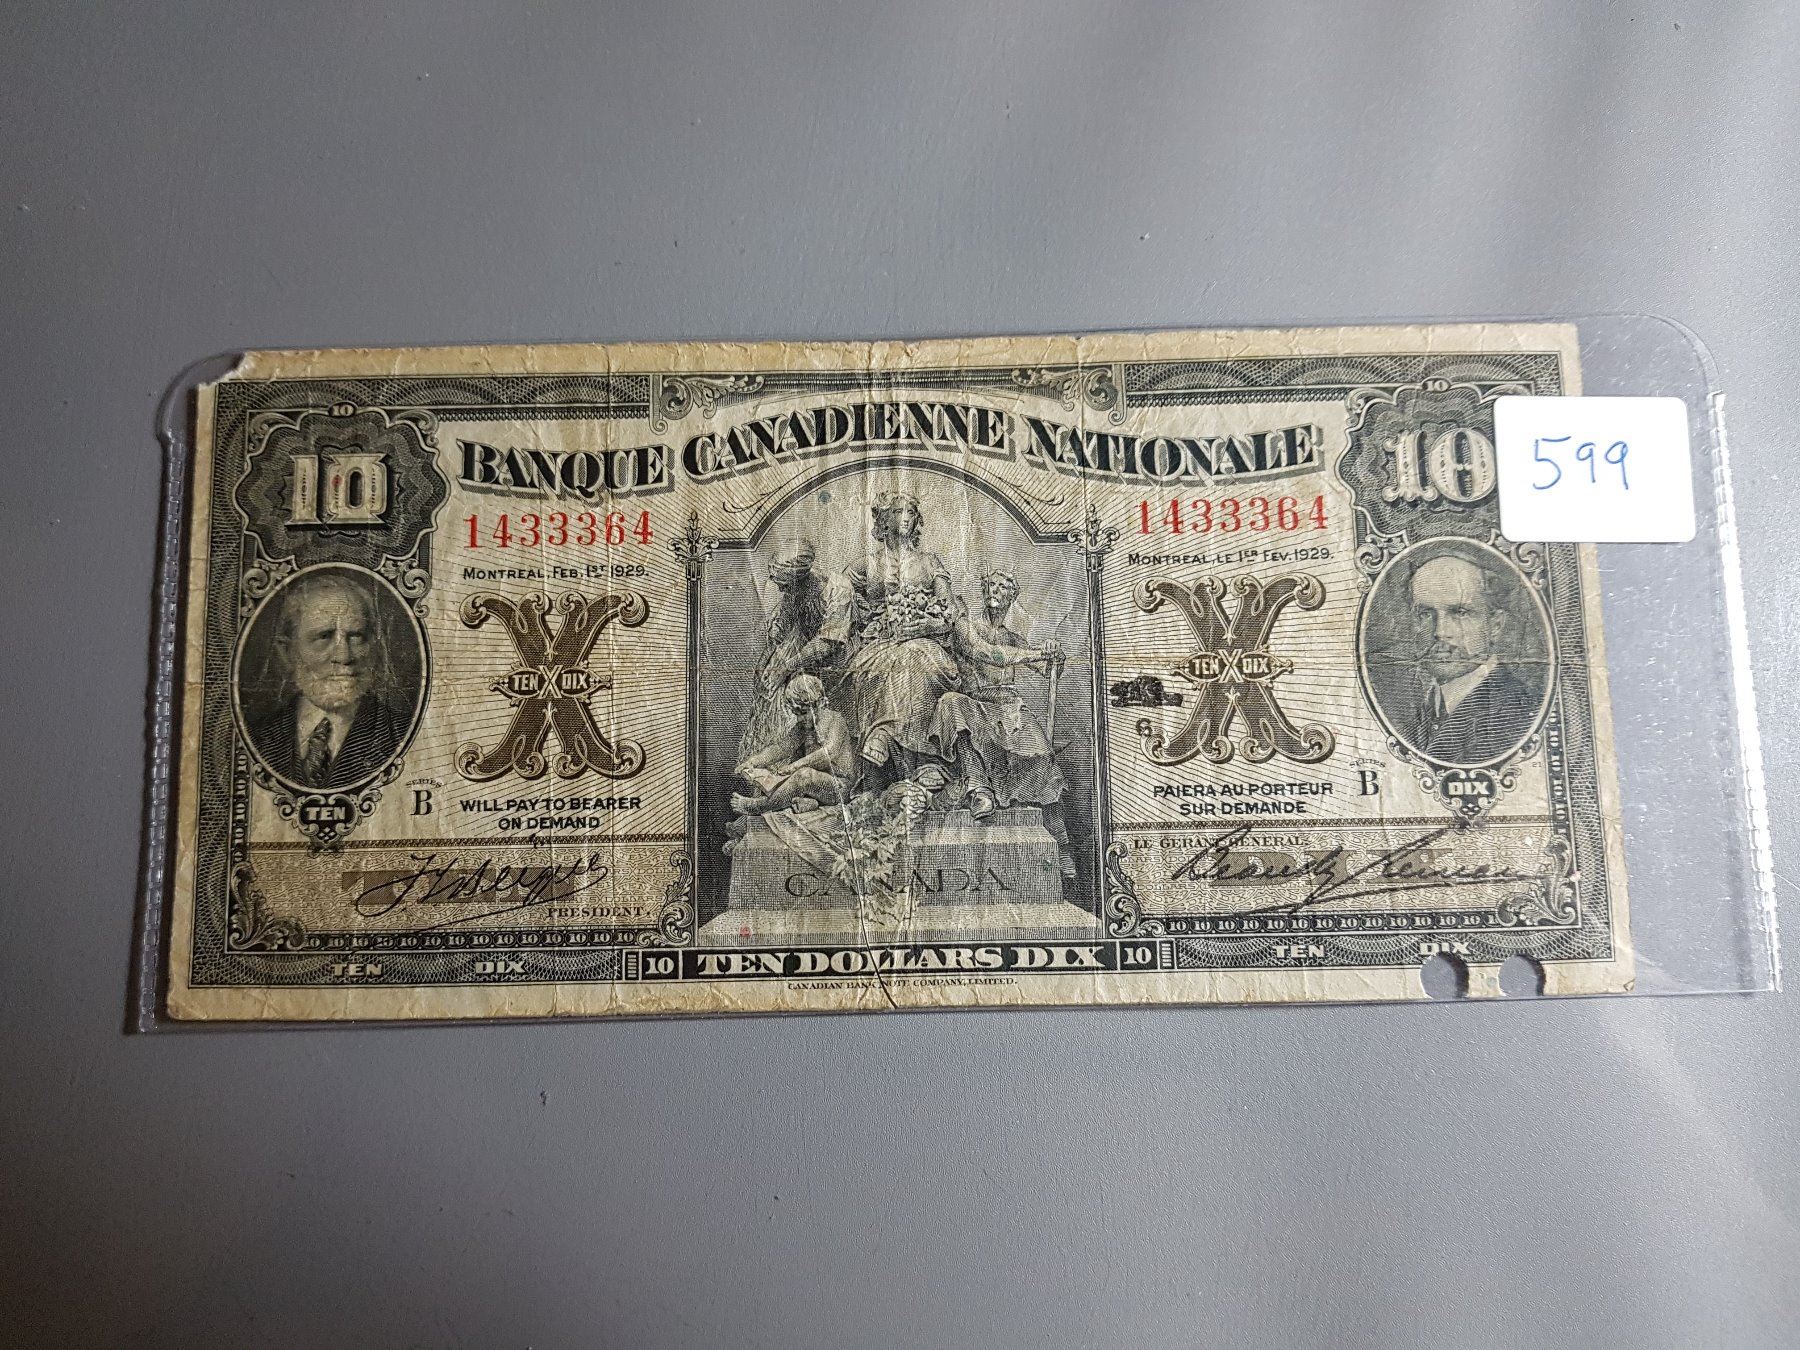 BANQUE CANADIENNE NATIONALE
10
10
599
1433364
1433364
MONTREAL, FEB. 1ST 1929.
MONTREAL, LE 1ER FEV. 1929.
X
X
TEN X DIX
TEN X DIX
SERIES
B
SERIES
B
TEN
DIX
WILL PAY TO BEARER
ON DEMAND
PAIERA AU PORTEUR
SUR DEMANDE
LE GERANT GENERAL
PRESIDENT.
CANADA
TEN
DIX
10
TEN DOLLARS DIX
10
TEN
DIX
CANADIAN BANK NOTE COMPANY, LIMITED.